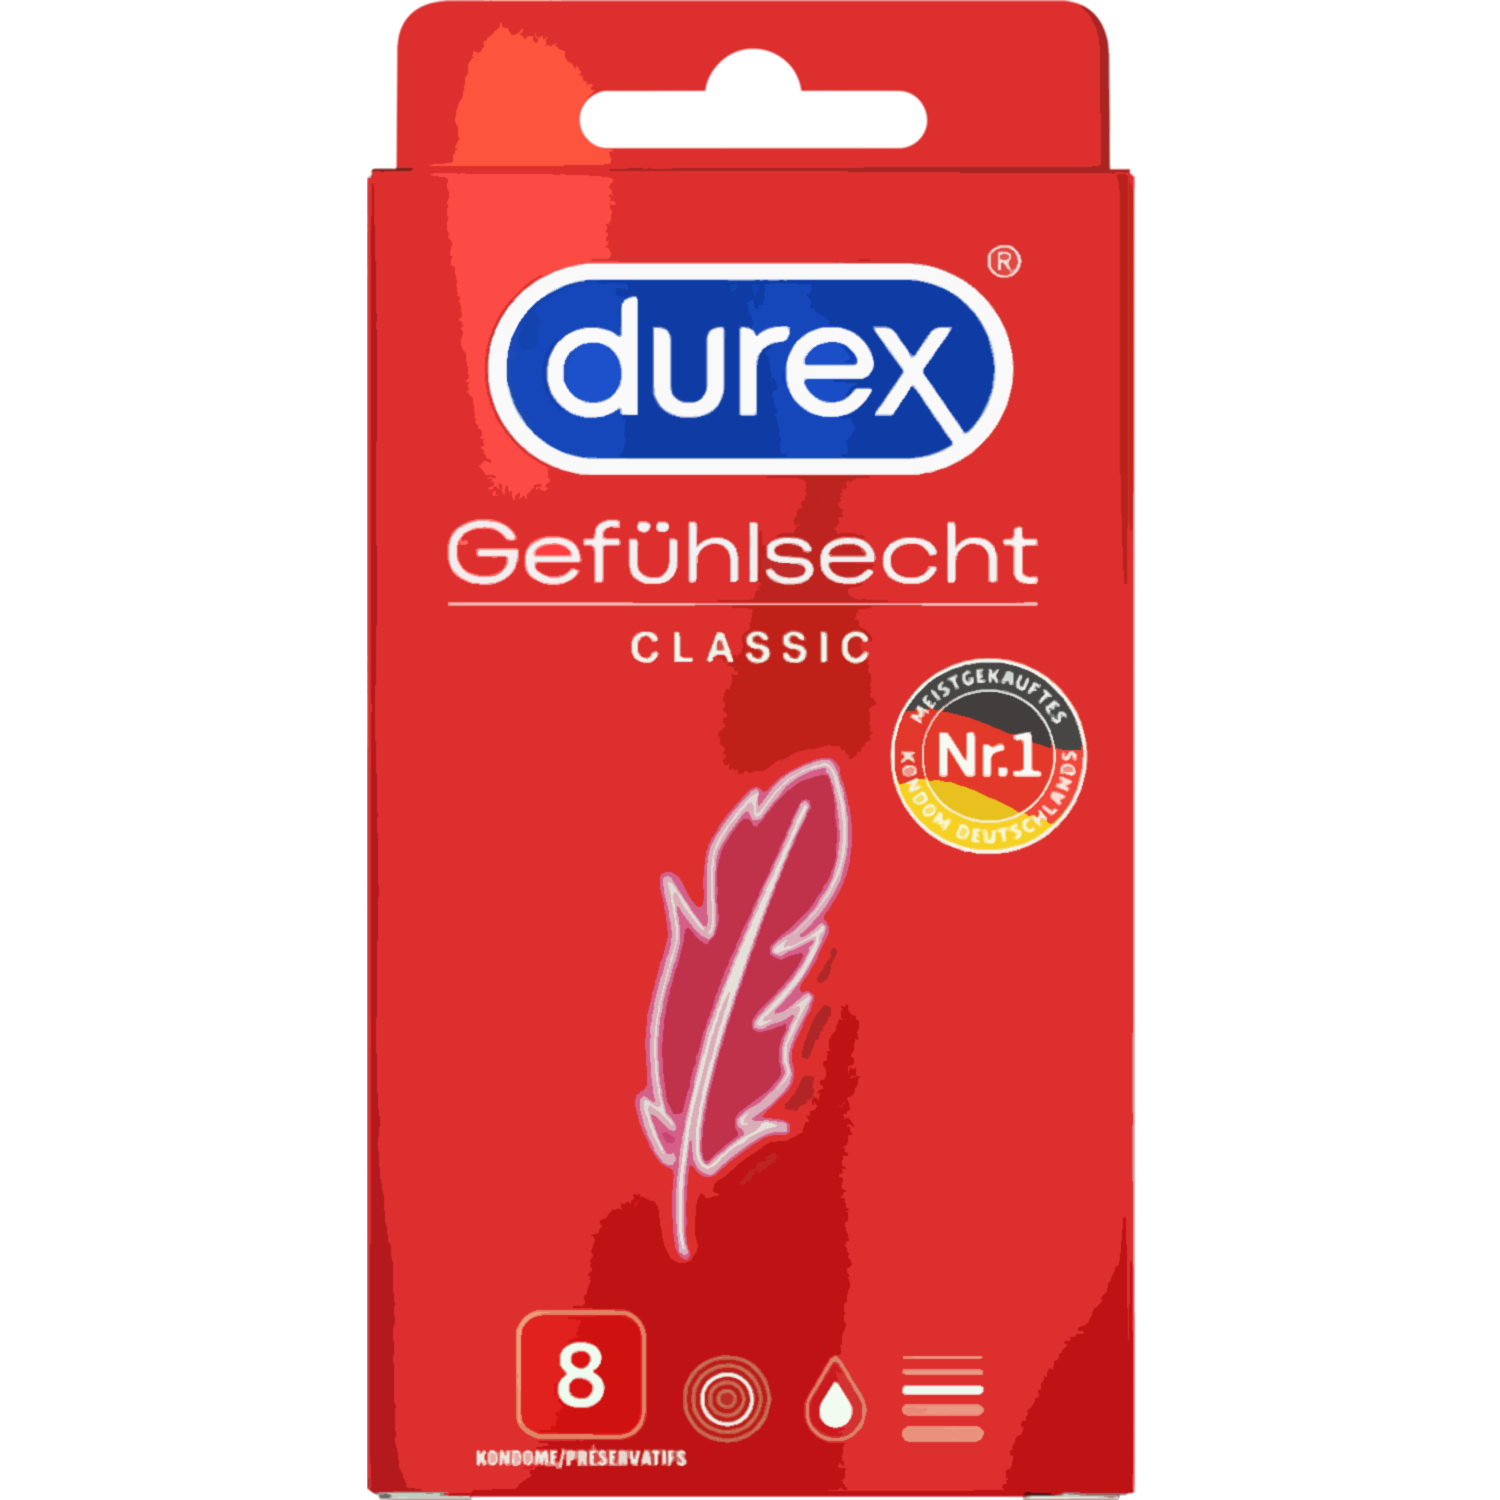 ®
durex
Gefühlsecht
CLASSIC
MEISTGEKAUFTES
Nr.1
KONDOM DEUTSCHLANDS
8
KONDOME/PRÉSERVATIFS